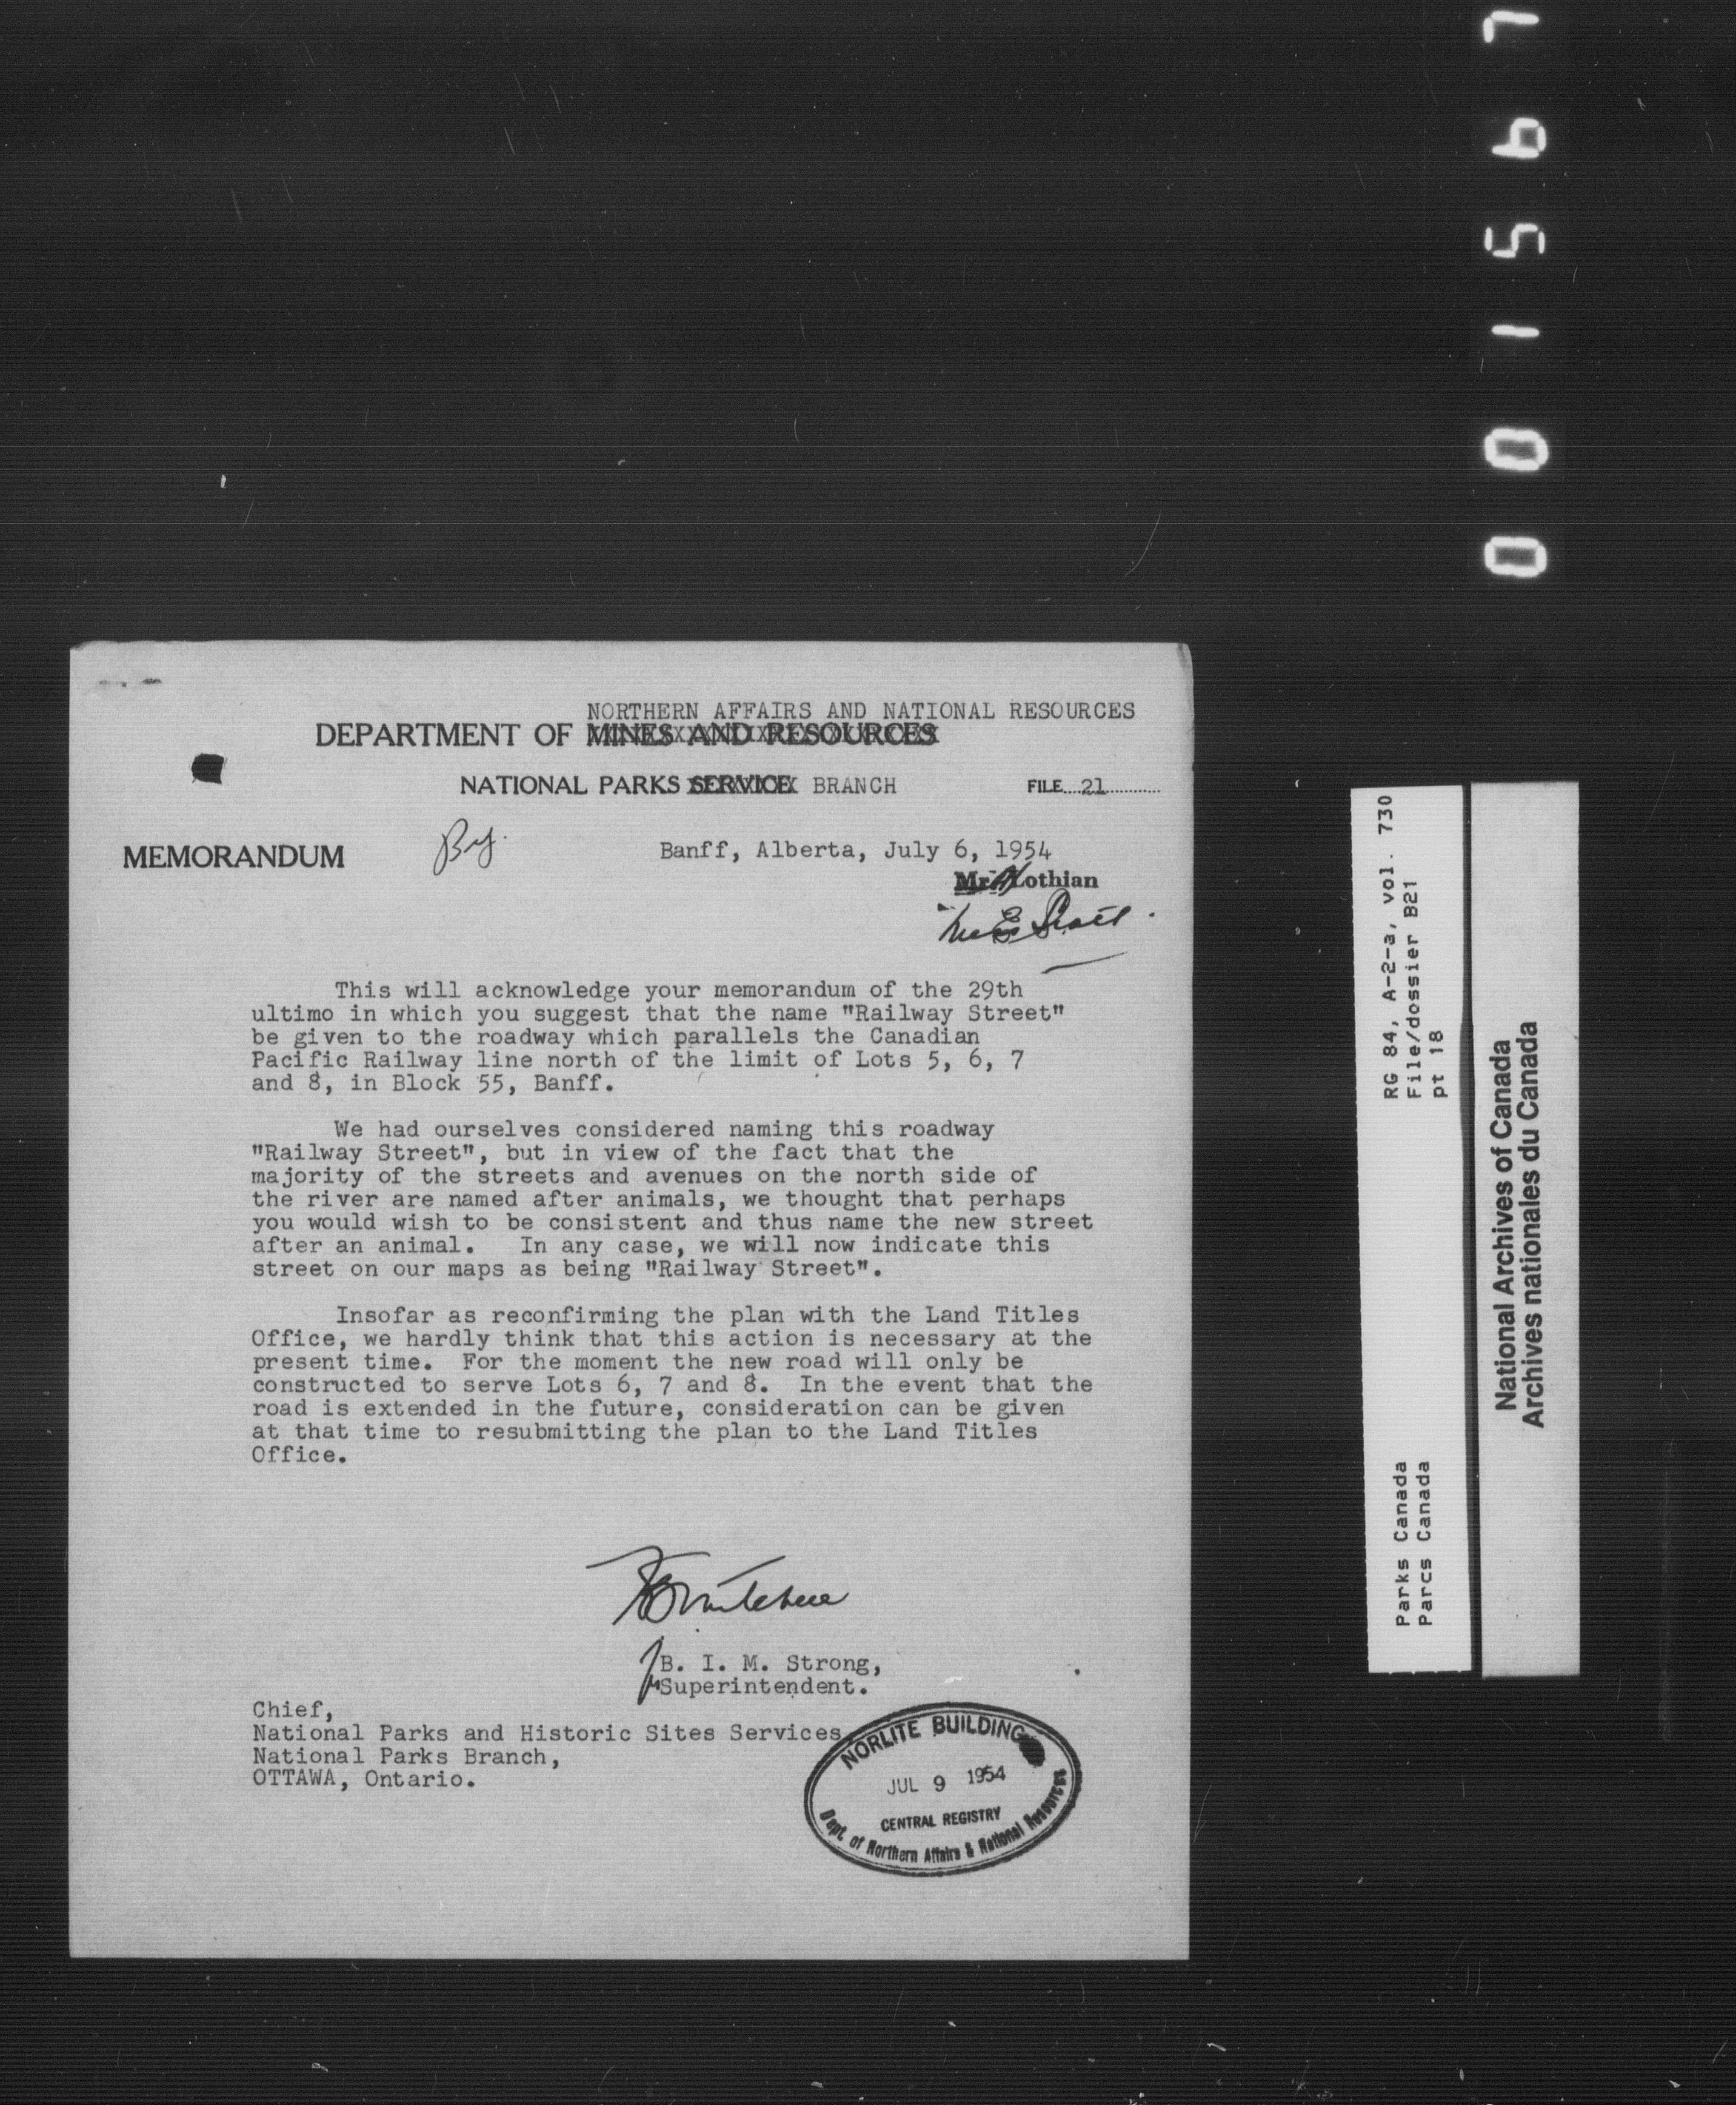 NORTHERN AFFAIRS AND NATIONAL RESOURCES
DEPARTMENT OF MINES AND RESOURCES
NATIONAL PARKS SERVICE BRANCH
FILE 21
MEMORANDUM
Banff, Alberta, July 6, 1954
Mr Lothian
This will acknowledge your memorandum of the 29th
ultimo in which you suggest that the name "Railway Street"
be given to the roadway which parallels the Canadian
Pacific Railway line north of the limit of Lots 5, 6, 7
and 8, in Block 55, Banff.
We had ourselves considered naming this roadway
"Railway Street", but in view of the fact that the
majority of the streets and avenues on the north side of
the river are named after animals, we thought that perhaps
you would wish to be consistent and thus name the new street
after an animal. In any case, we will now indicate this
street on our maps as being "Railway Street".
Insofar as reconfirming the plan with the Land Titles
Office, we hardly think that this action is necessary at the
present time. For the moment the new road will only be
constructed to serve Lots 6, 7 and 8. In the event that the
road is extended in the future, consideration can be given
at that time to resubmitting the plan to the Land Titles
Office.
B. I. M. Strong,
Superintendent.
Chief,
National Parks and Historic Sites Services
National Parks Branch,
OTTAWA, Ontario.
NORLITE BUILDING
JUL 9 1954
CENTRAL REGISTRY
Dept. of Northern Affairs & National Resources
RG 84, A-2-a, vol. 730
File/dossier B21
pt 18
Parks Canada
Parcs Canada
National Archives of Canada
Archives nationales du Canada
001567